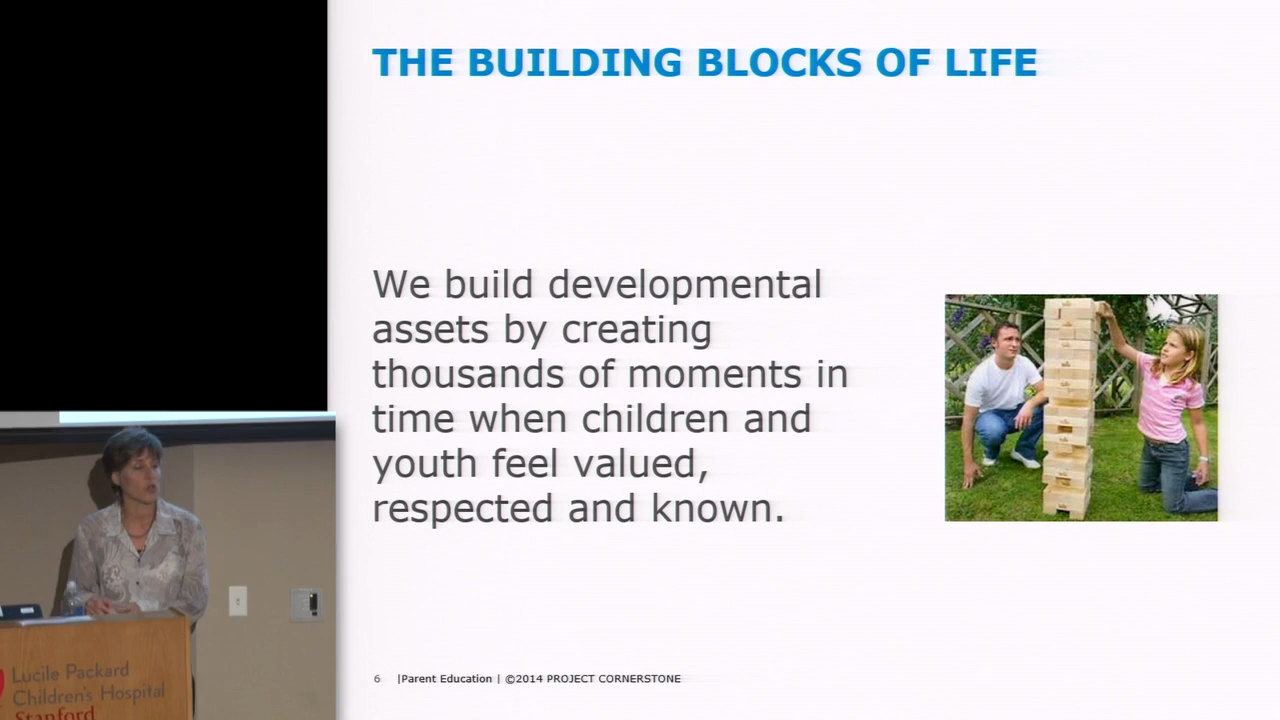 THE BUILDING BLOCKS OF LIFE
We build developmental
assets by creating
thousands of moments in
time when children and
youth feel valued,
respected and known.
6 |Parent Education | ©2014 PROJECT CORNERSTONE
Lucile Packard
Children's Hospital
Stanford